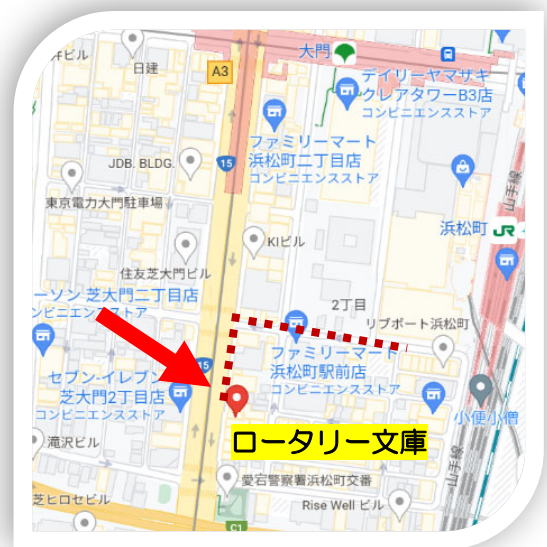 大門
井ビル
日建
A3
デイリーヤマザキ
クレアタワーB3店
コンビニエンスストア
ファミリーマート
浜松町二丁目店
コンビニエンスストア
JDB. BLDG.
15
山手線
東京電力大門駐車場
浜松町 JR
KIビル
住友芝大門ビル
ーソン 芝大門二丁目店
ンビニエンスストア
2丁目
リブポート浜松町
15
ファミリーマート
浜松町駅前店
コンビニエンスストア
セブン-イレブン
芝大門2丁目店
コンビニエンスストア
小便小僧
ロータリー文庫
滝沢ビル
山手線
愛宕警察署浜松町交番
芝ヒロセビル
Rise Well ビル
C1